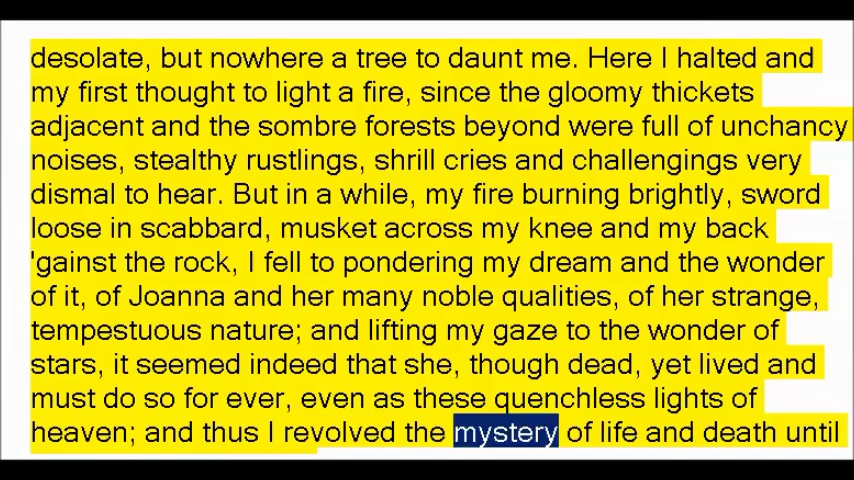 desolate, but nowhere a tree to daunt me. Here I halted and
my first thought to light a fire, since the gloomy thickets
adjacent and the sombre forests beyond were full of unchancy
noises, stealthy rustlings, shrill cries and challengings very
dismal to hear. But in a while, my fire burning brightly, sword
loose in scabbard, musket across my knee and my back
'gainst the rock, I fell to pondering my dream and the wonder
of it, of Joanna and her many noble qualities, of her strange,
tempestuous nature; and lifting my gaze to the wonder of
stars, it seemed indeed that she, though dead, yet lived and
must do so for ever, even as these quenchless lights of
heaven; and thus I revolved the mystery of life and death until